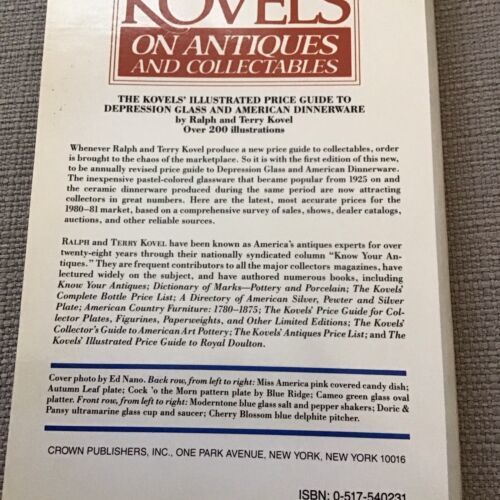 KOVELS
ON ANTIQUES
AND COLLECTABLES
THE KOVELS' ILLUSTRATED PRICE GUIDE TO
DEPRESSION GLASS AND AMERICAN DINNERWARE
by Ralph and Terry Kovel
Over 200 illustrations
Whenever Ralph and Terry Kovel produce a new price guide to collectables, order
is brought to the chaos of the marketplace. So it is with the first edition of this new,
to be annually revised price guide to Depression Glass and American Dinnerware.
The inexpensive pastel-colored glassware that became popular from 1925 on and
the ceramic dinnerware produced during the same period are now attracting
collectors in great numbers. Here are the latest, most accurate prices for the
1980–81 market, based on a comprehensive survey of sales, shows, dealer catalogs,
auctions, and other reliable sources.
RALPH and TERRY KOVEL have been known as America's antiques experts for over
twenty-eight years through their nationally syndicated column "Know Your An-
tiques." They are frequent contributors to all the major collectors magazines, have
lectured widely on the subject, and have authored numerous books, including
Know Your Antiques; Dictionary of Marks—Pottery and Porcelain; The Kovels'
Complete Bottle Price List; A Directory of American Silver, Pewter and Silver
Plate; American Country Furniture: 1780–1875; The Kovels' Price Guide for Col-
lector Plates, Figurines, Paperweights, and Other Limited Editions; The Kovels'
Collector's Guide to American Art Pottery; The Kovels' Antiques Price List; and The
Kovels' Illustrated Price Guide to Royal Doulton.
Cover photo by Ed Nano. Back row, from left to right: Miss America pink covered candy dish;
Autumn Leaf plate; Cock 'o the Morn pattern plate by Blue Ridge; Cameo green glass oval
platter. Front row, from left to right: Moderntone blue glass salt and pepper shakers; Doric &
Pansy ultramarine glass cup and saucer; Cherry Blossom blue delphite pitcher.
CROWN PUBLISHERS, INC., ONE PARK AVENUE, NEW YORK, NEW YORK 10016
ISBN: 0-517-540231